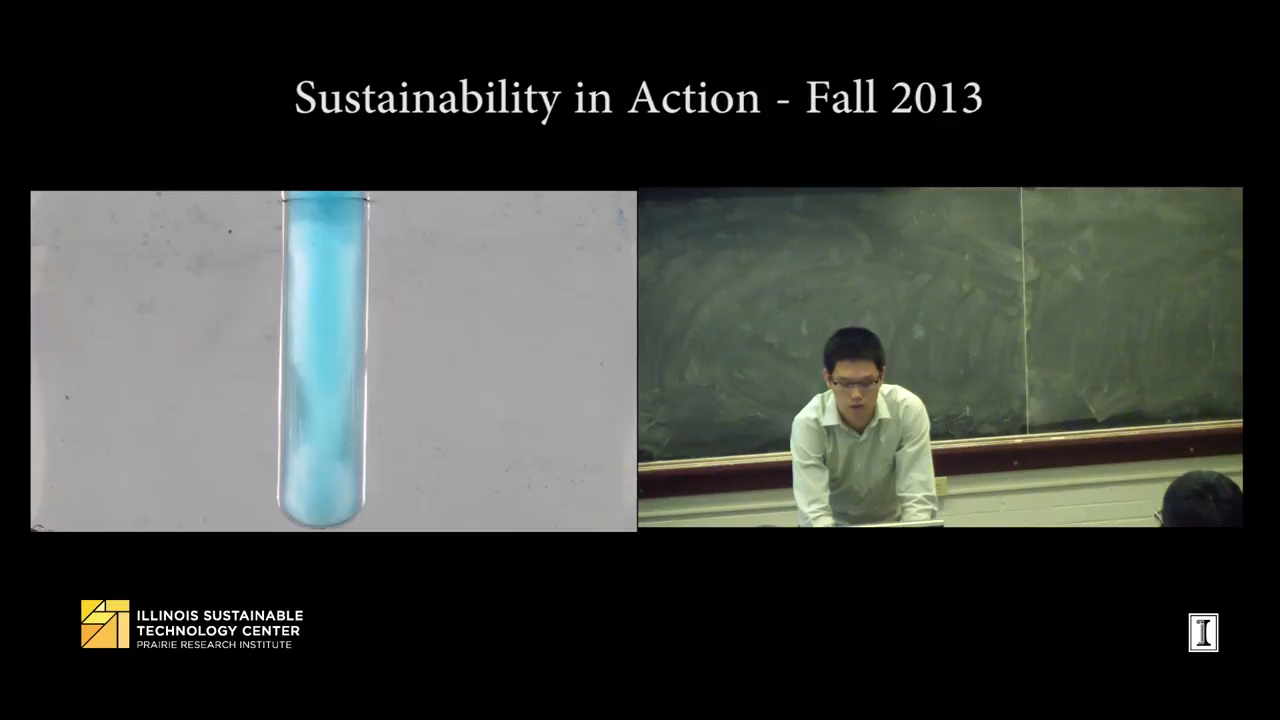 Sustainability in Action - Fall 2013
ILLINOIS SUSTAINABLE
TECHNOLOGY CENTER
PRAIRIE RESEARCH INSTITUTE
I